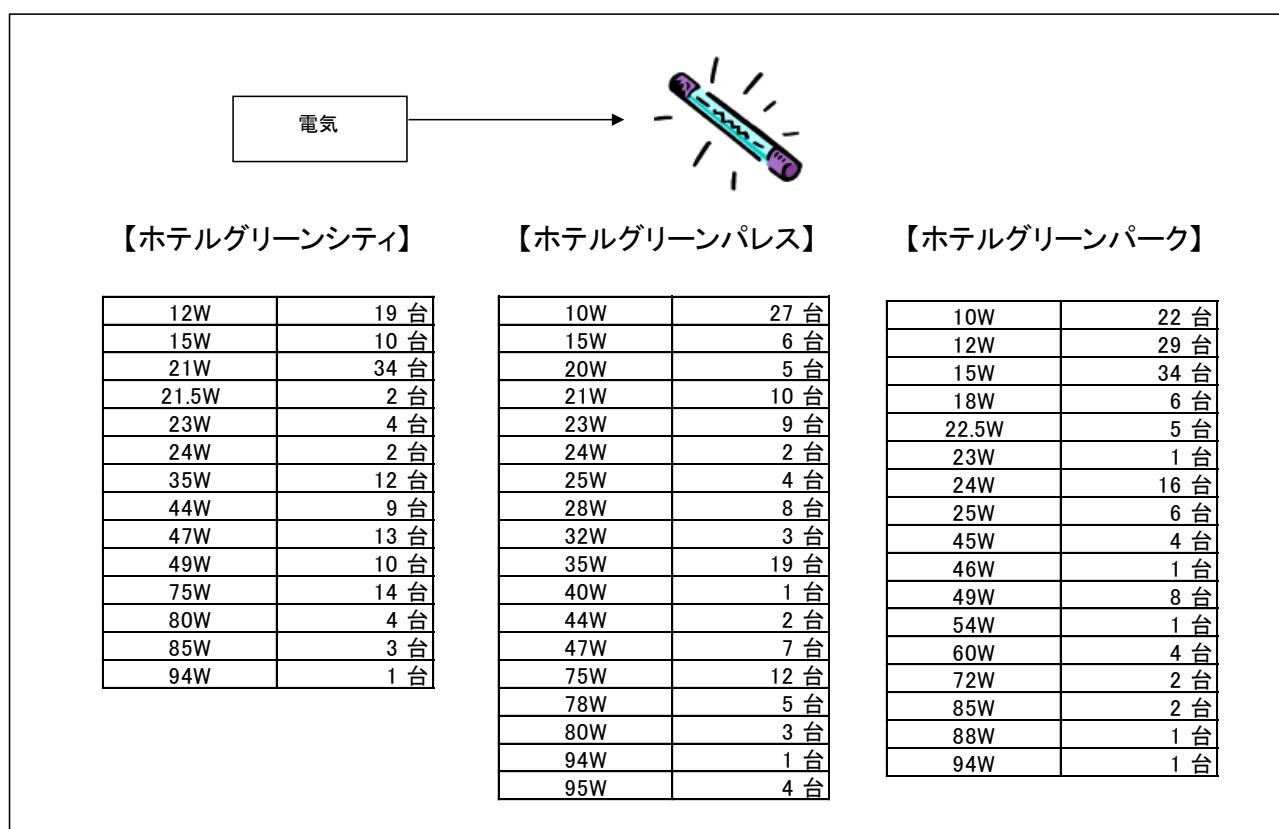 電気
【ホテルグリーンシティ】
12W 19 台
15W 10 台
21W 34 台
21.5W 2 台
23W 4 台
24W 2 台
35W 12 台
44W 9 台
47W 13 台
49W 10 台
75W 14 台
80W 4 台
85W 3 台
94W 1 台
【ホテルグリーンパレス】
10W 27 台
15W 6 台
20W 5 台
21W 10 台
23W 9 台
24W 2 台
25W 4 台
28W 8 台
32W 3 台
35W 19 台
40W 1 台
44W 2 台
47W 7 台
75W 12 台
78W 5 台
80W 3 台
94W 1 台
95W 4 台
【ホテルグリーンパーク】
10W 22 台
12W 29 台
15W 34 台
18W 6 台
22.5W 5 台
23W 1 台
24W 16 台
25W 6 台
45W 4 台
46W 1 台
49W 8 台
54W 1 台
60W 4 台
72W 2 台
85W 2 台
88W 1 台
94W 1 台